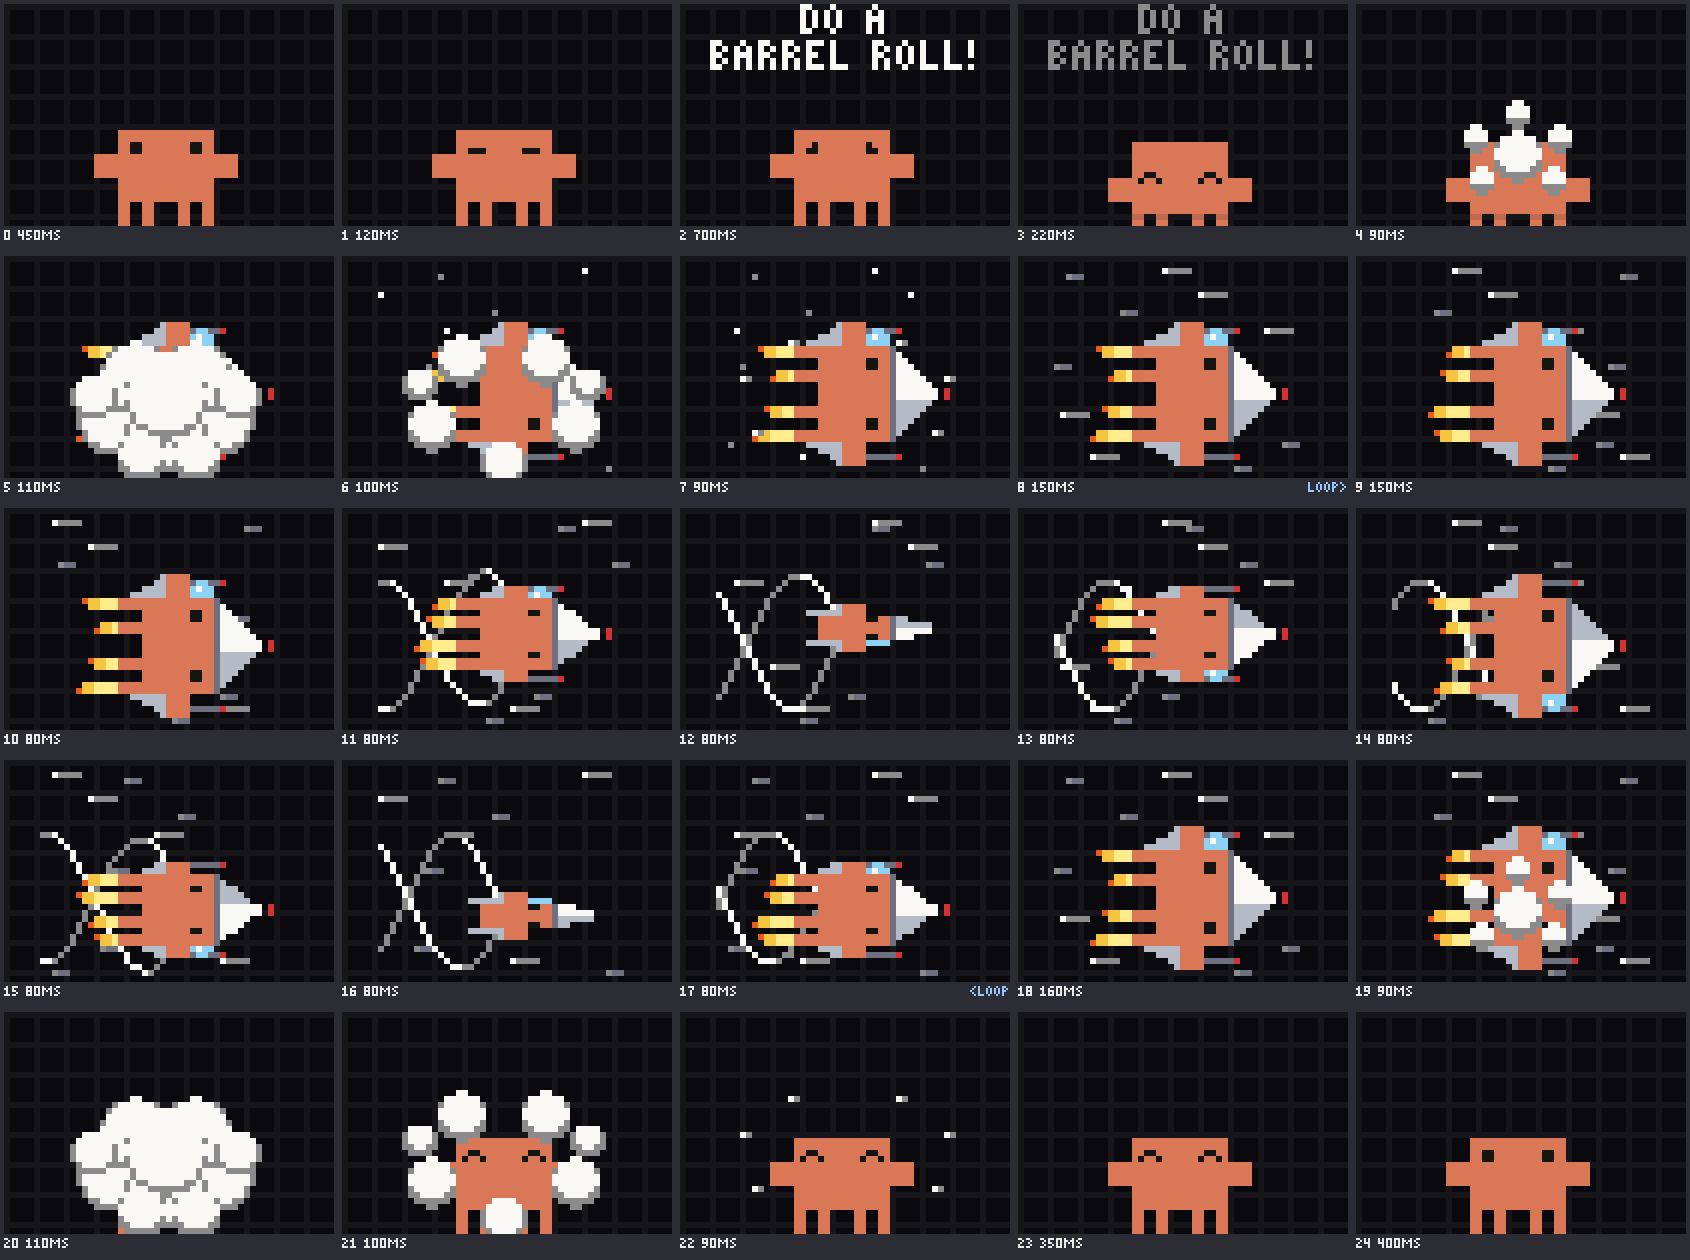 DO A
BARREL ROLL!
DO A
BARREL ROLL!
0 450MS
1 120MS
2 700MS
3 220MS
4 90MS
5 110MS
6 100MS
7 90MS
8 150MS
LOOP>
9 150MS
10 80MS
11 80MS
12 80MS
13 80MS
14 80MS
15 80MS
16 80MS
17 80MS
<LOOP
18 160MS
19 90MS
20 110MS
21 100MS
22 90MS
23 350MS
24 400MS